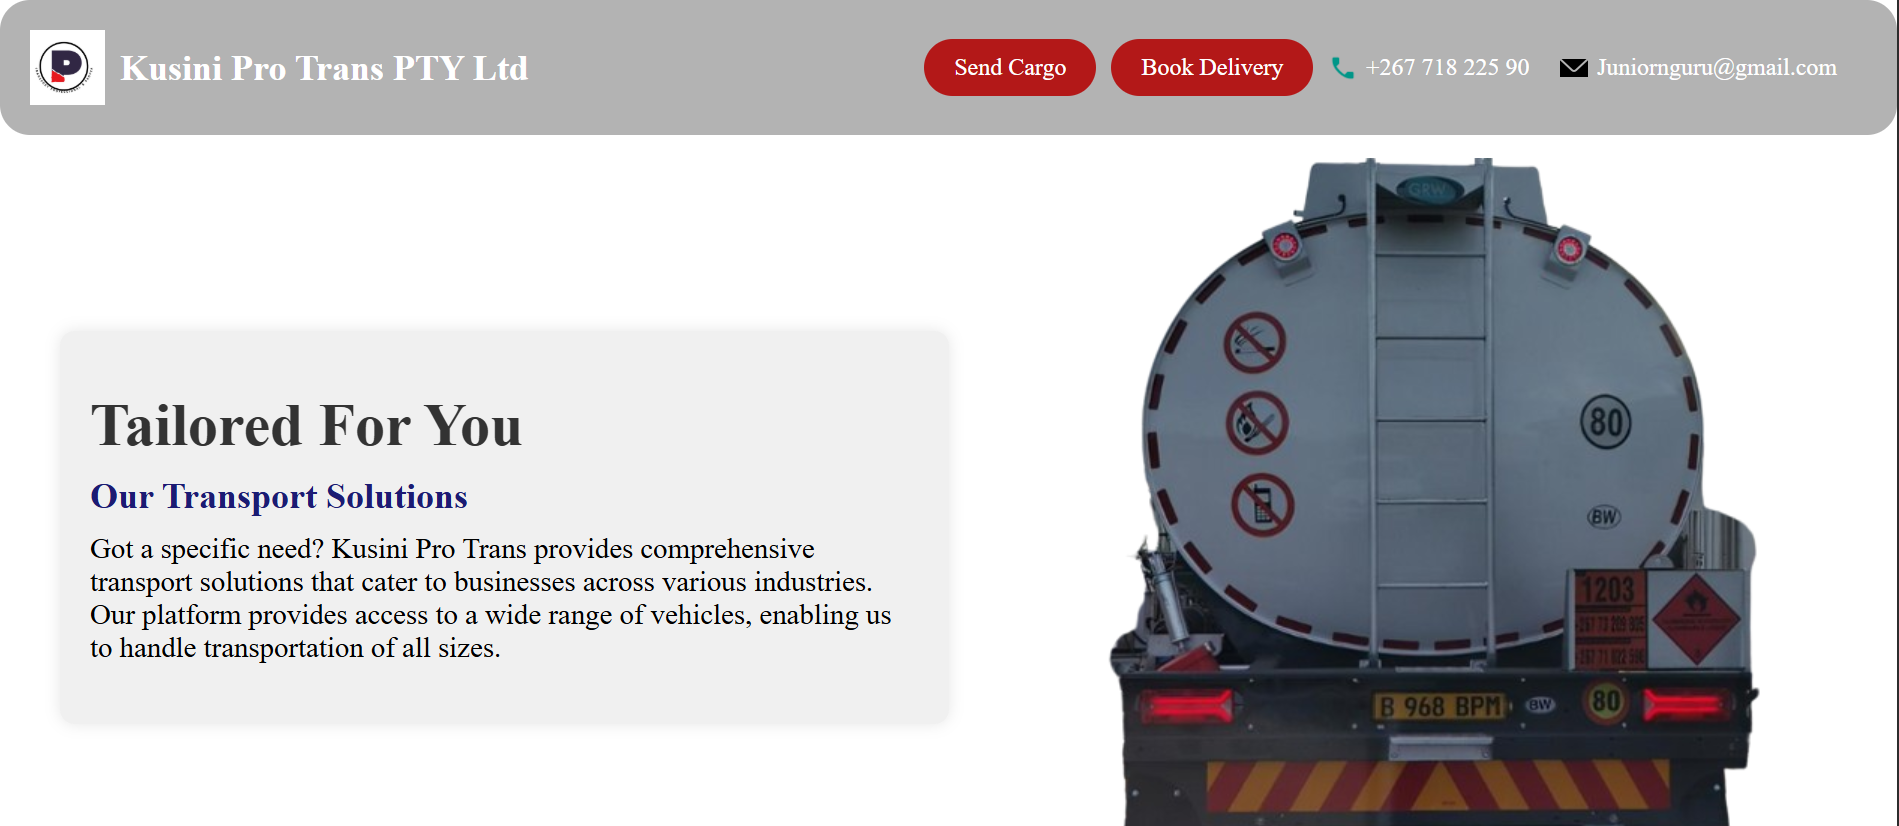 Kusini Pro Trans PTY Ltd
Send Cargo
Book Delivery
+267 718 225 90
Juniornguru@gmail.com
Tailored For You
Our Transport Solutions
Got a specific need? Kusini Pro Trans provides comprehensive
transport solutions that cater to businesses across various industries.
Our platform provides access to a wide range of vehicles, enabling us
to handle transportation of all sizes.
GRW
80
BW
1203
B 968 BPM
BW
80